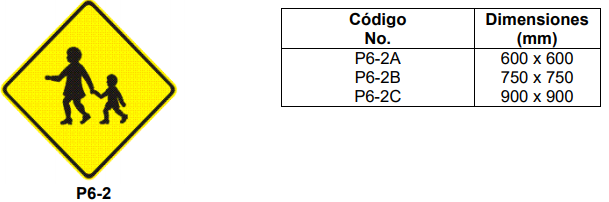 Código No. Dimensiones (mm)
P6-2A 600 x 600
P6-2B 750 x 750
P6-2C 900 x 900
P6-2